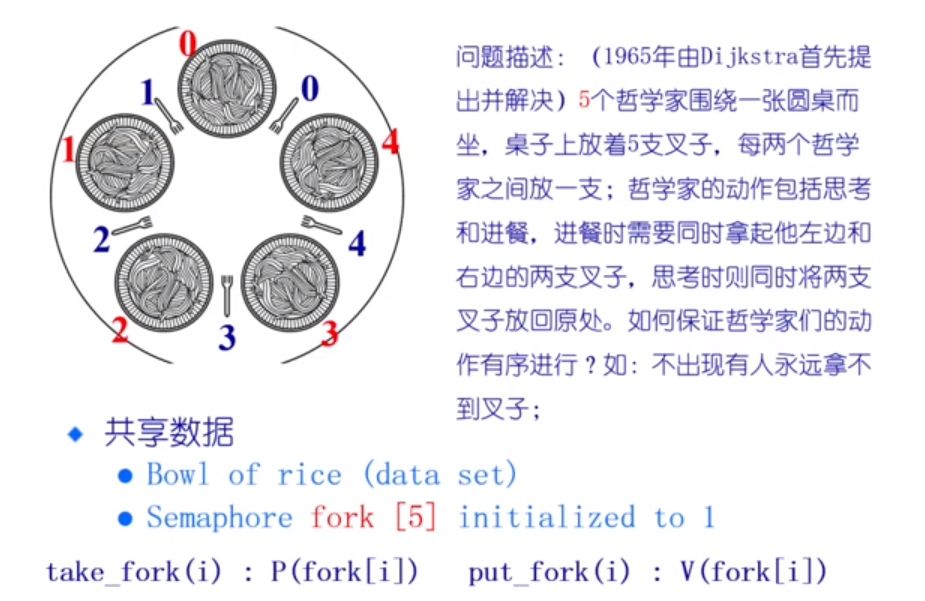 0
1
0
1
4
2
4
2
3
3
问题描述：（1965年由Dijkstra首先提
出并解决）5个哲学家围绕一张圆桌而
坐，桌子上放着5支叉子，每两个哲学
家之间放一支；哲学家的动作包括思考
和进餐，进餐时需要同时拿起他左边和
右边的两支叉子，思考时则同时将两支
叉子放回原处。如何保证哲学家们的动
作有序进行？如：不出现有人永远拿不
到叉子；
共享数据
Bowl of rice (data set)
Semaphore fork [5] initialized to 1
take_fork(i) : P(fork[i]) put_fork(i) : V(fork[i])